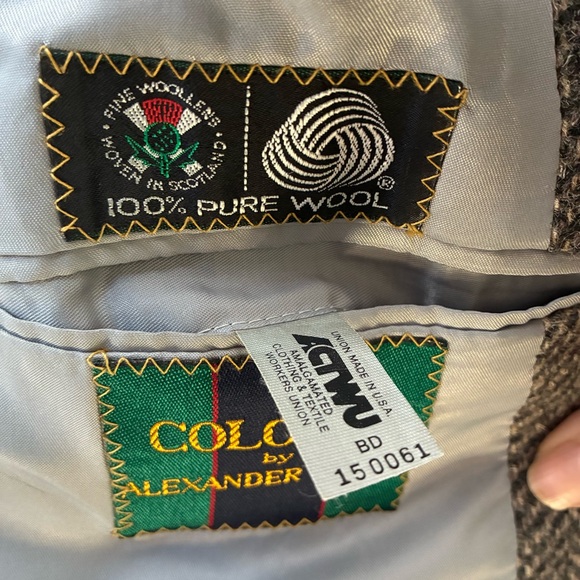 FINE WOOLLENS
WOVEN IN SCOTLAND
®
100% PURE WOOL
UNION MADE IN U.S.A.
ACTWU
AMALGAMATED
CLOTHING & TEXTILE
WORKERS UNION
BD
150061
COLO
by
ALEXANDER